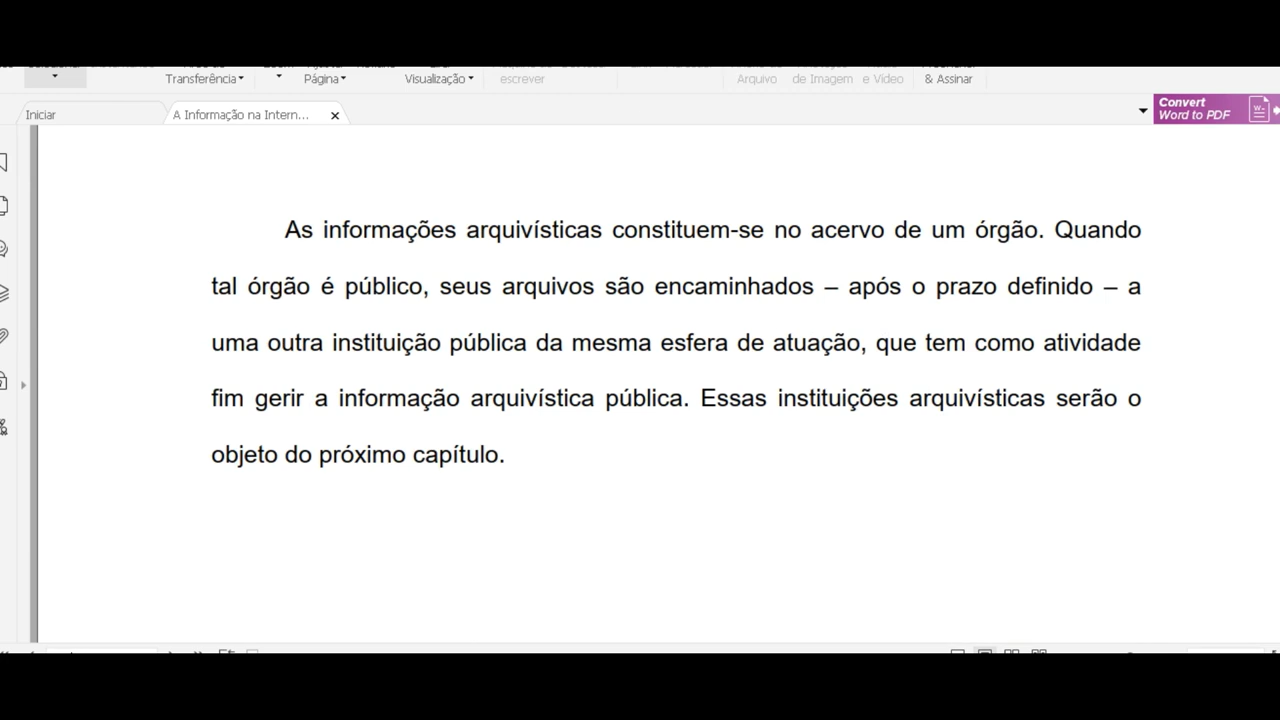 Transferência
Página
Visualização
escrever
Arquivo de Imagem e Vídeo
& Assinar
Iniciar
A Informação na Intern...
Convert
Word to PDF
As informações arquivísticas constituem-se no acervo de um órgão. Quando
tal órgão é público, seus arquivos são encaminhados – após o prazo definido – a
uma outra instituição pública da mesma esfera de atuação, que tem como atividade
fim gerir a informação arquivística pública. Essas instituições arquivísticas serão o
objeto do próximo capítulo.